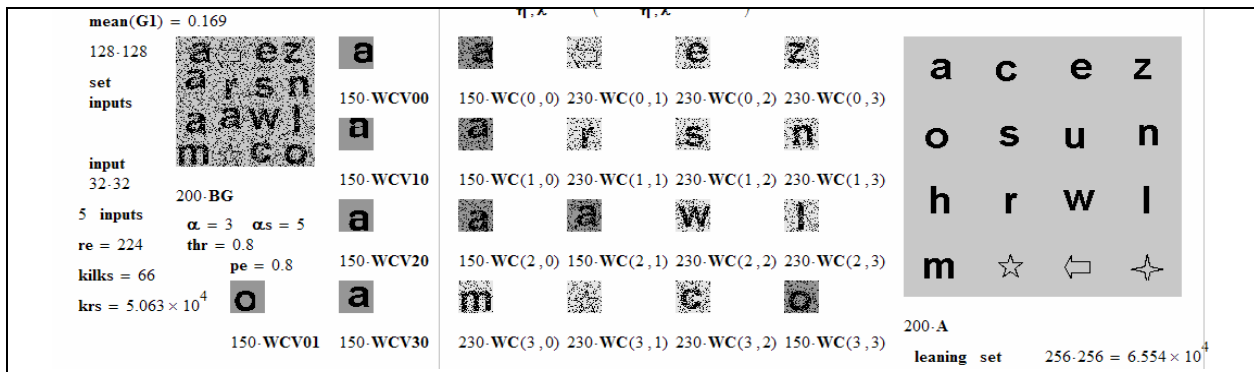 η,λ ( η,λ )
mean(G1) = 0.169
128·128
set
inputs
input
32·32
5 inputs
re = 224
kilks = 66
krs = 5.063 × 10^4
a e z
a r s n
a a w l
m c o
200·BG
α = 3 αs = 5
thr = 0.8
pe = 0.8
o
150·WCV01
a
150·WCV00
a
150·WCV10
a
150·WCV20
a
150·WCV30
a e z
150·WC(0,0) 230·WC(0,1) 230·WC(0,2) 230·WC(0,3)
a r s n
150·WC(1,0) 230·WC(1,1) 230·WC(1,2) 230·WC(1,3)
a a w l
150·WC(2,0) 150·WC(2,1) 230·WC(2,2) 230·WC(2,3)
m c o
230·WC(3,0) 230·WC(3,1) 230·WC(3,2) 150·WC(3,3)
a c e z
o s u n
h r w l
m
200·A
leaning set 256·256 = 6.554 × 10^4